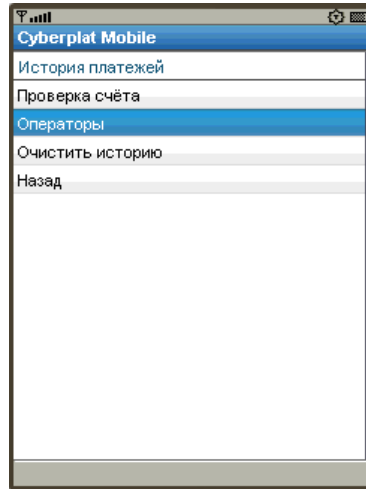 Cyberplat Mobile
История платежей
Проверка счёта
Операторы
Очистить историю
Назад